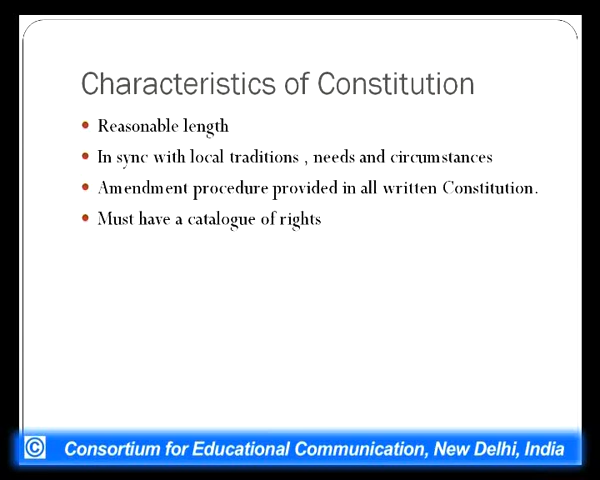 Characteristics of Constitution
Reasonable length
In sync with local traditions , needs and circumstances
Amendment procedure provided in all written Constitution.
Must have a catalogue of rights
© Consortium for Educational Communication, New Delhi, India